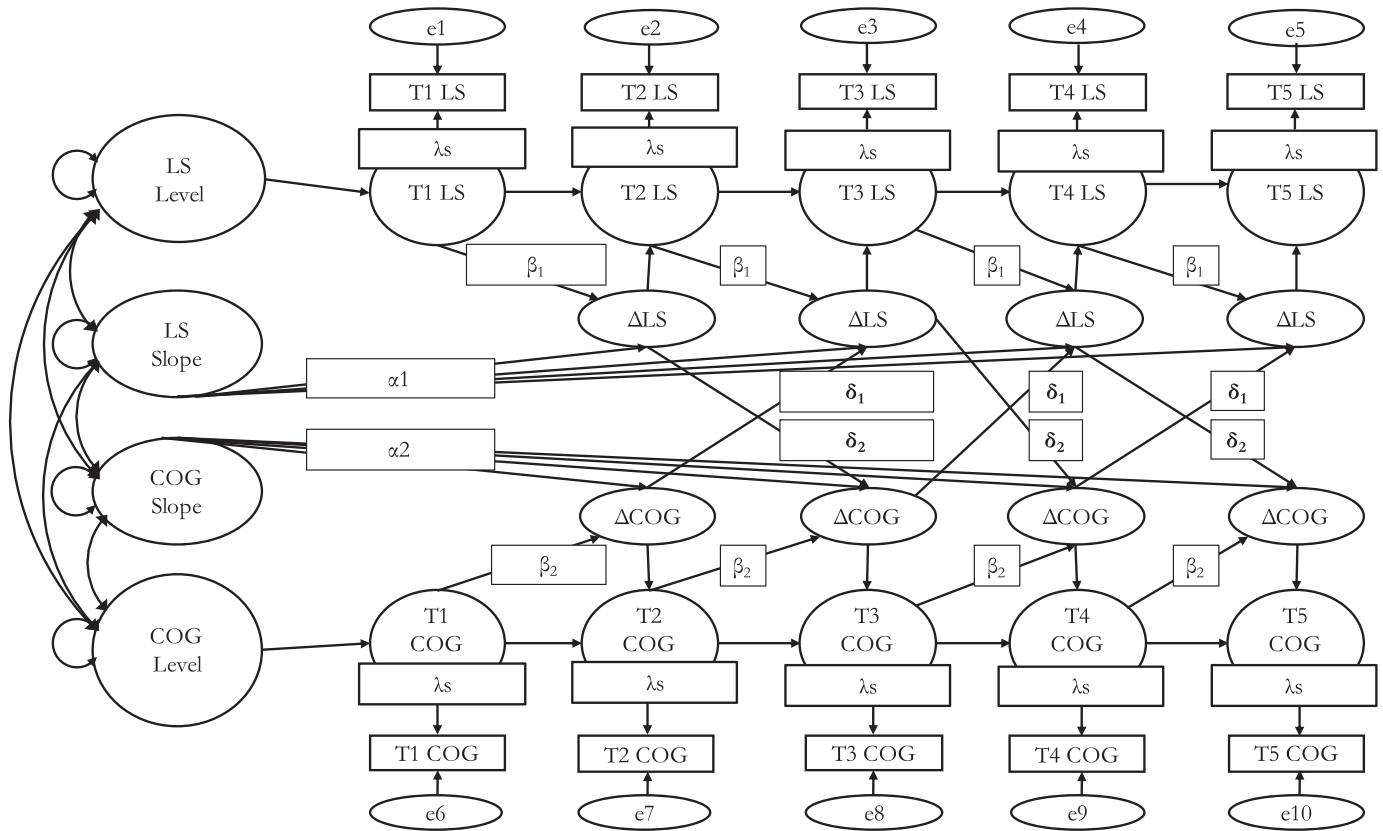 e1 e2 e3 e4 e5
T1 LS T2 LS T3 LS T4 LS T5 LS
λs λs λs λs λs
LS
Level
T1 LS T2 LS T3 LS T4 LS T5 LS
β₁ β₁ β₁ β₁
LS
Slope
ΔLS ΔLS ΔLS ΔLS
α1
δ₁ δ₁ δ₁
α2
δ₂ δ₂ δ₂
COG
Slope
ΔCOG ΔCOG ΔCOG ΔCOG
β₂ β₂ β₂ β₂
COG
Level
T1 T2 T3 T4 T5
COG COG COG COG COG
λs λs λs λs λs
T1 COG T2 COG T3 COG T4 COG T5 COG
e6 e7 e8 e9 e10